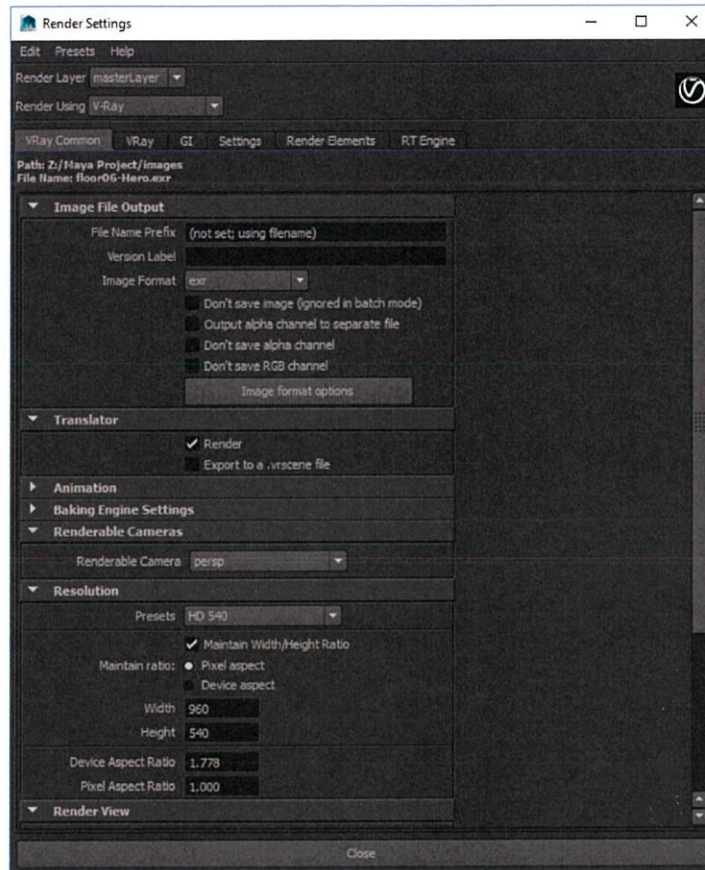 Render Settings
Edit Presets Help
Render Layer masterLayer
Render Using V-Ray
VRay Common VRay GI Settings Render Elements RT Engine
Path: Z:/Maya Project/images
File Name: floor06-Hero.exr
Image File Output
File Name Prefix (not set; using filename)
Version Label
Image Format exr
Don't save image (ignored in batch mode)
Output alpha channel to separate file
Don't save alpha channel
Don't save RGB channel
Image format options
Translator
Render
Export to a .vrscene file
Animation
Baking Engine Settings
Renderable Cameras
Renderable Camera persp
Resolution
Presets HD 540
Maintain Width/Height Ratio
Maintain ratio: Pixel aspect
Device aspect
Width 960
Height 540
Device Aspect Ratio 1.778
Pixel Aspect Ratio 1.000
Render View
Close